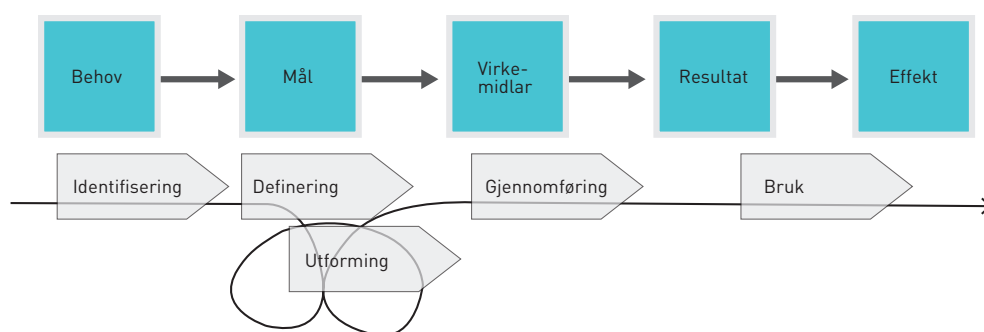 Behov
Mål
Virke-
midlar
Resultat
Effekt
Identifisering
Definering
Gjennomføring
Bruk
Utforming